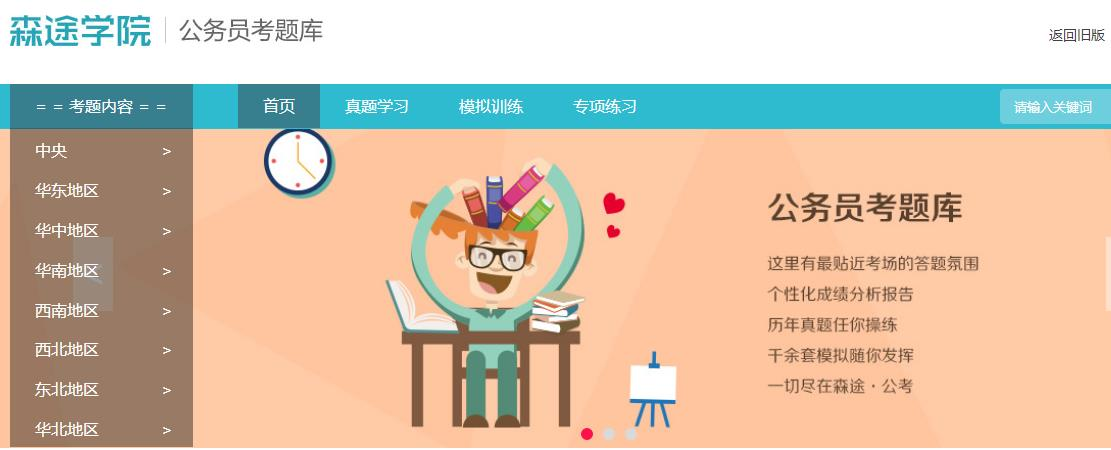 森途学院 公务员考题库
返回旧版
= = 考题内容 = = 首页 真题学习 模拟训练 专项练习 请输入关键词
中央 >
华东地区 >
华中地区 >
华南地区 >
西南地区 >
西北地区 >
东北地区 >
华北地区 >
公务员考题库
这里有最贴近考场的答题氛围
个性化成绩分析报告
历年真题任你操练
千余套模拟随你发挥
一切尽在森途·公考